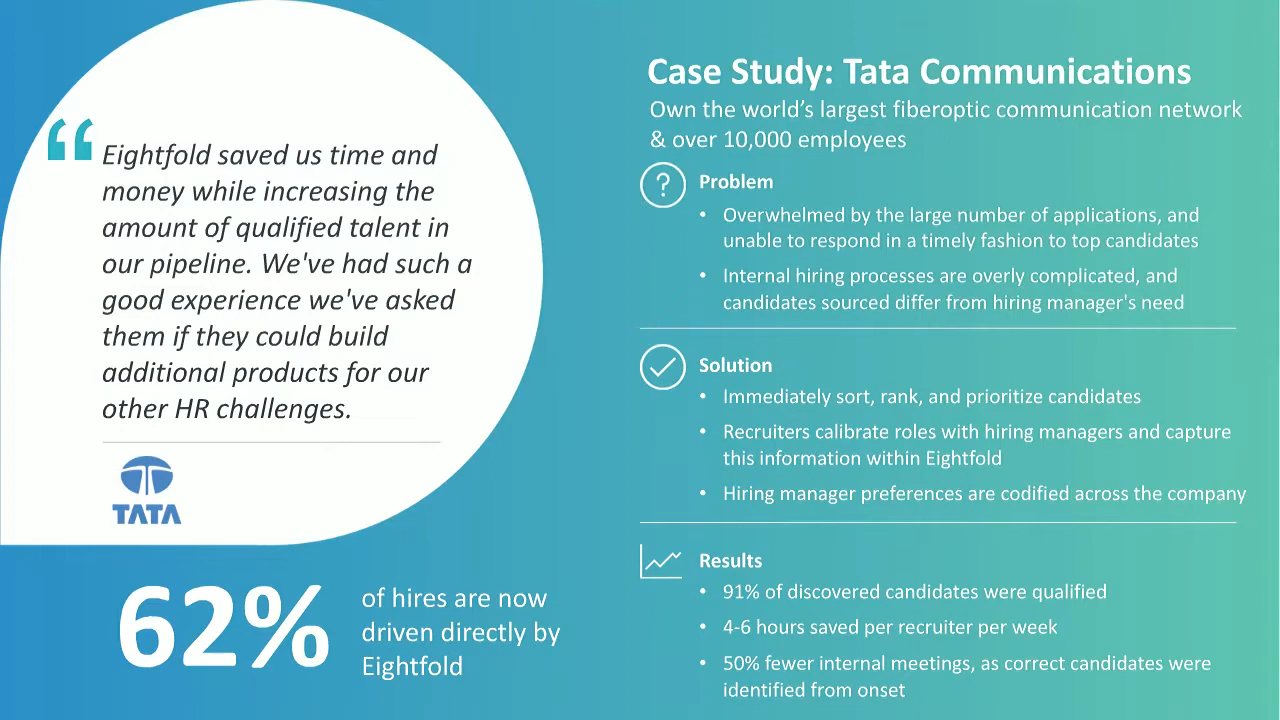 “
Eightfold saved us time and
money while increasing the
amount of qualified talent in
our pipeline. We've had such a
good experience we've asked
them if they could build
additional products for our
other HR challenges.
TATA
62%
of hires are now
driven directly by
Eightfold
Case Study: Tata Communications
Own the world’s largest fiberoptic communication network
& over 10,000 employees
?
Problem
• Overwhelmed by the large number of applications, and
unable to respond in a timely fashion to top candidates
• Internal hiring processes are overly complicated, and
candidates sourced differ from hiring manager's need
Solution
• Immediately sort, rank, and prioritize candidates
• Recruiters calibrate roles with hiring managers and capture
this information within Eightfold
• Hiring manager preferences are codified across the company
Results
• 91% of discovered candidates were qualified
• 4-6 hours saved per recruiter per week
• 50% fewer internal meetings, as correct candidates were
identified from onset